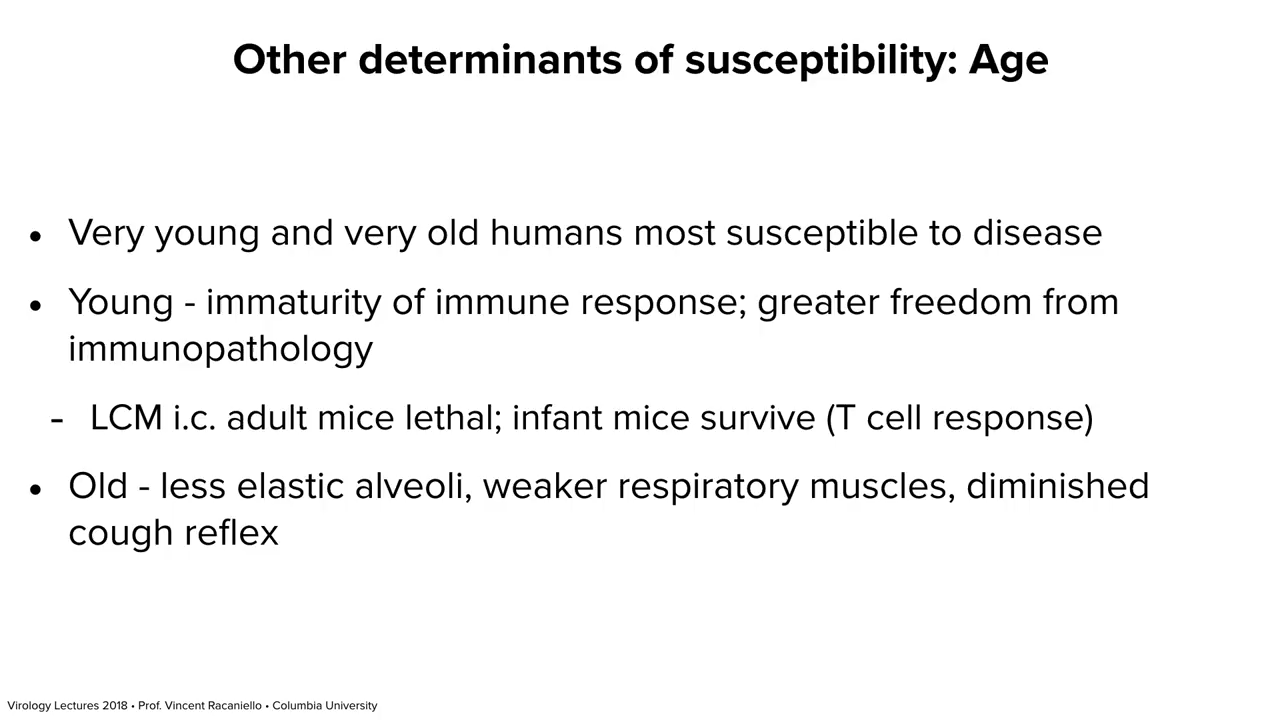 Other determinants of susceptibility: Age
• Very young and very old humans most susceptible to disease
• Young - immaturity of immune response; greater freedom from
immunopathology
- LCM i.c. adult mice lethal; infant mice survive (T cell response)
• Old - less elastic alveoli, weaker respiratory muscles, diminished
cough reflex
Virology Lectures 2018 • Prof. Vincent Racaniello • Columbia University